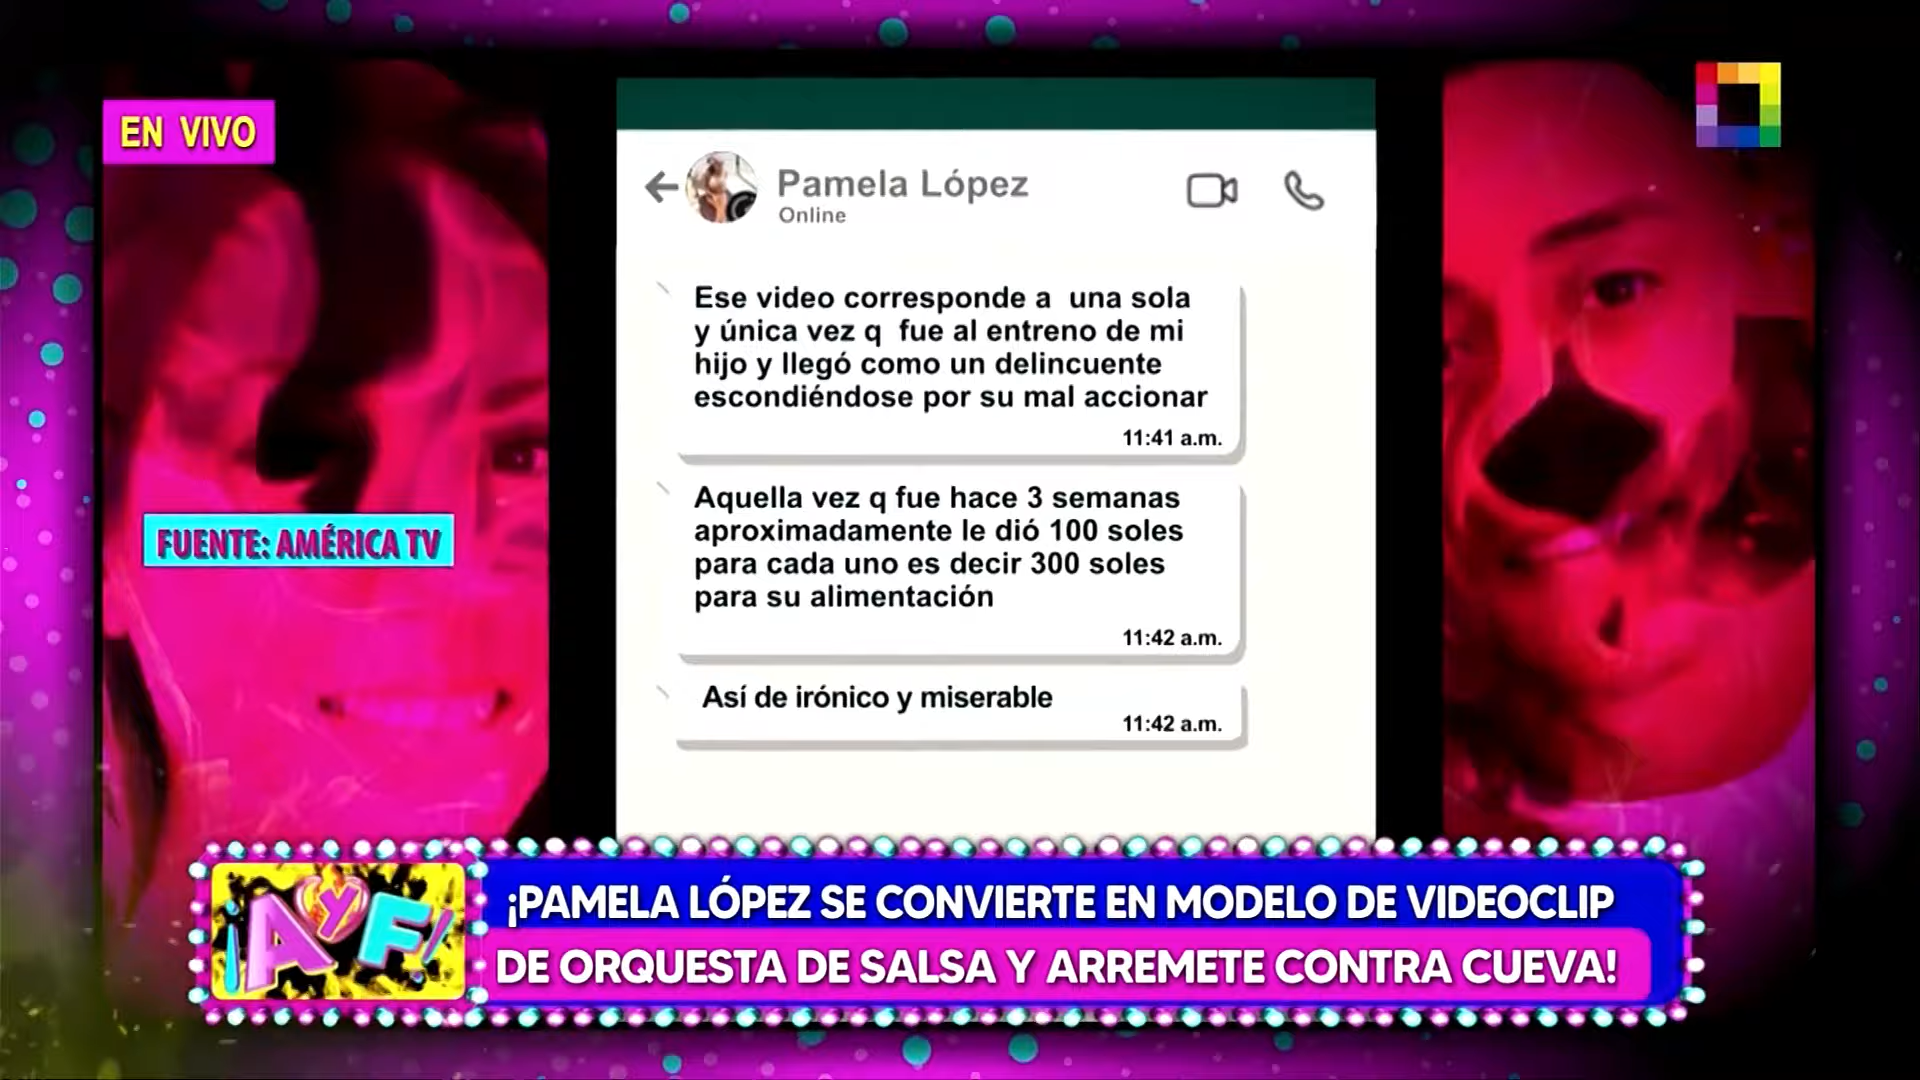 EN VIVO
Pamela López
Online
Ese video corresponde a una sola
y única vez q fue al entreno de mi
hijo y llegó como un delincuente
escondiéndose por su mal accionar
11:41 a.m.
Aquella vez q fue hace 3 semanas
aproximadamente le dió 100 soles
para cada uno es decir 300 soles
para su alimentación
11:42 a.m.
Así de irónico y miserable
11:42 a.m.
FUENTE: AMÉRICA TV
¡AYF!
¡PAMELA LÓPEZ SE CONVIERTE EN MODELO DE VIDEOCLIP
DE ORQUESTA DE SALSA Y ARREMETE CONTRA CUEVA!